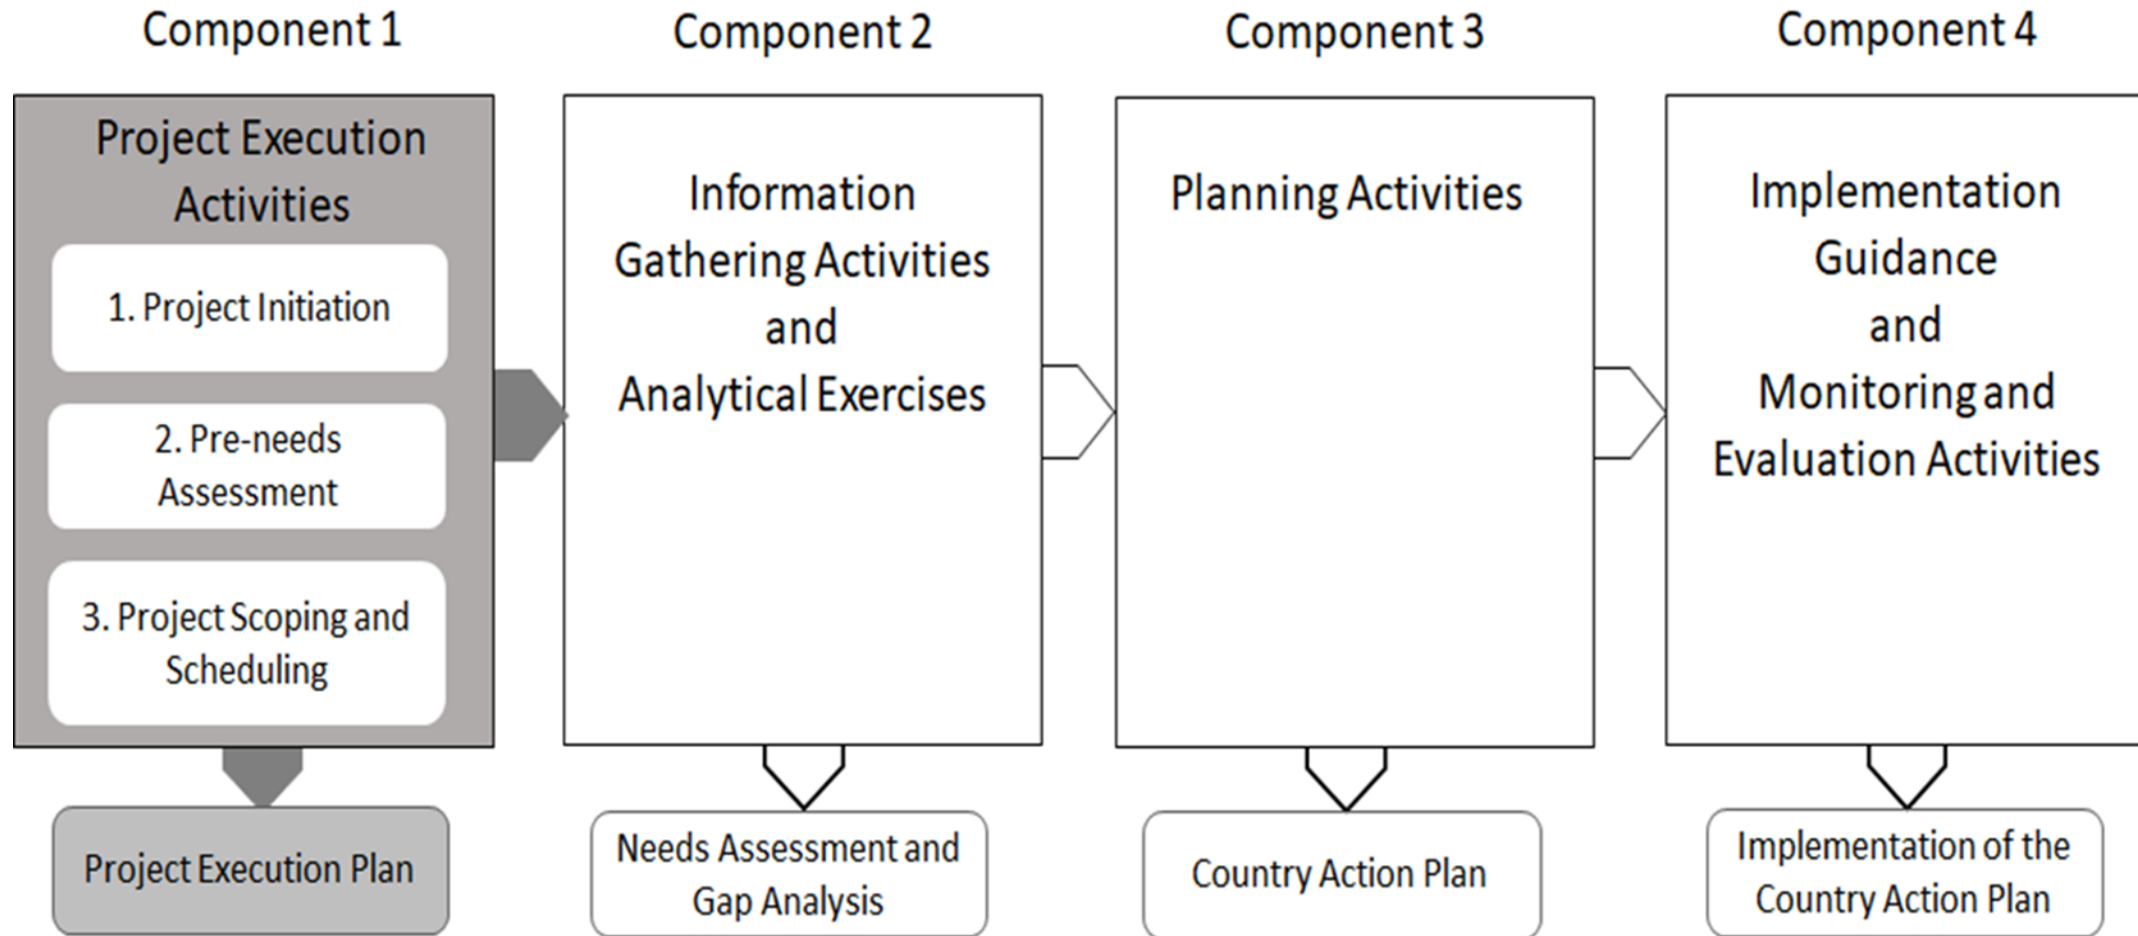 Component 1
Component 2
Component 3
Component 4
Project Execution
Activities
1. Project Initiation
2. Pre-needs
Assessment
3. Project Scoping and
Scheduling
Project Execution Plan
Information
Gathering Activities
and
Analytical Exercises
Needs Assessment and
Gap Analysis
Planning Activities
Country Action Plan
Implementation
Guidance
and
Monitoring and
Evaluation Activities
Implementation of the
Country Action Plan